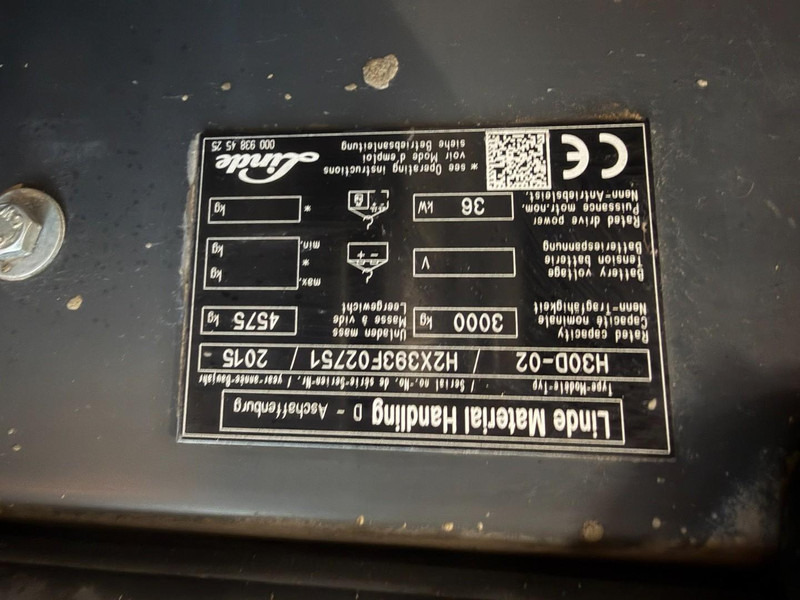 Linde Material Handling D - Aschaffenburg
Type-Modell-Typ / Serial no.-No. de série-Serien-Nr. / year-année-Baujahr
H30D-02 / H2X393F02751 / 2015
Rated capacity
Capacité nominale
Nenn-Tragfähigkeit
3000 kg
Unladen mass
Masse à vide
Leergewicht
4575 kg
Battery voltage
Tension batterie
Batteriespannung
V
max.
*
min.
kg
kg
Rated drive power
Puissance motr.nom.
Nenn-Antriebsleist.
36 kW
*
kg
CE
* see Operating instructions
voir Mode d'emploi
siehe Betriebsanleitung
Linde
000 938 45 25